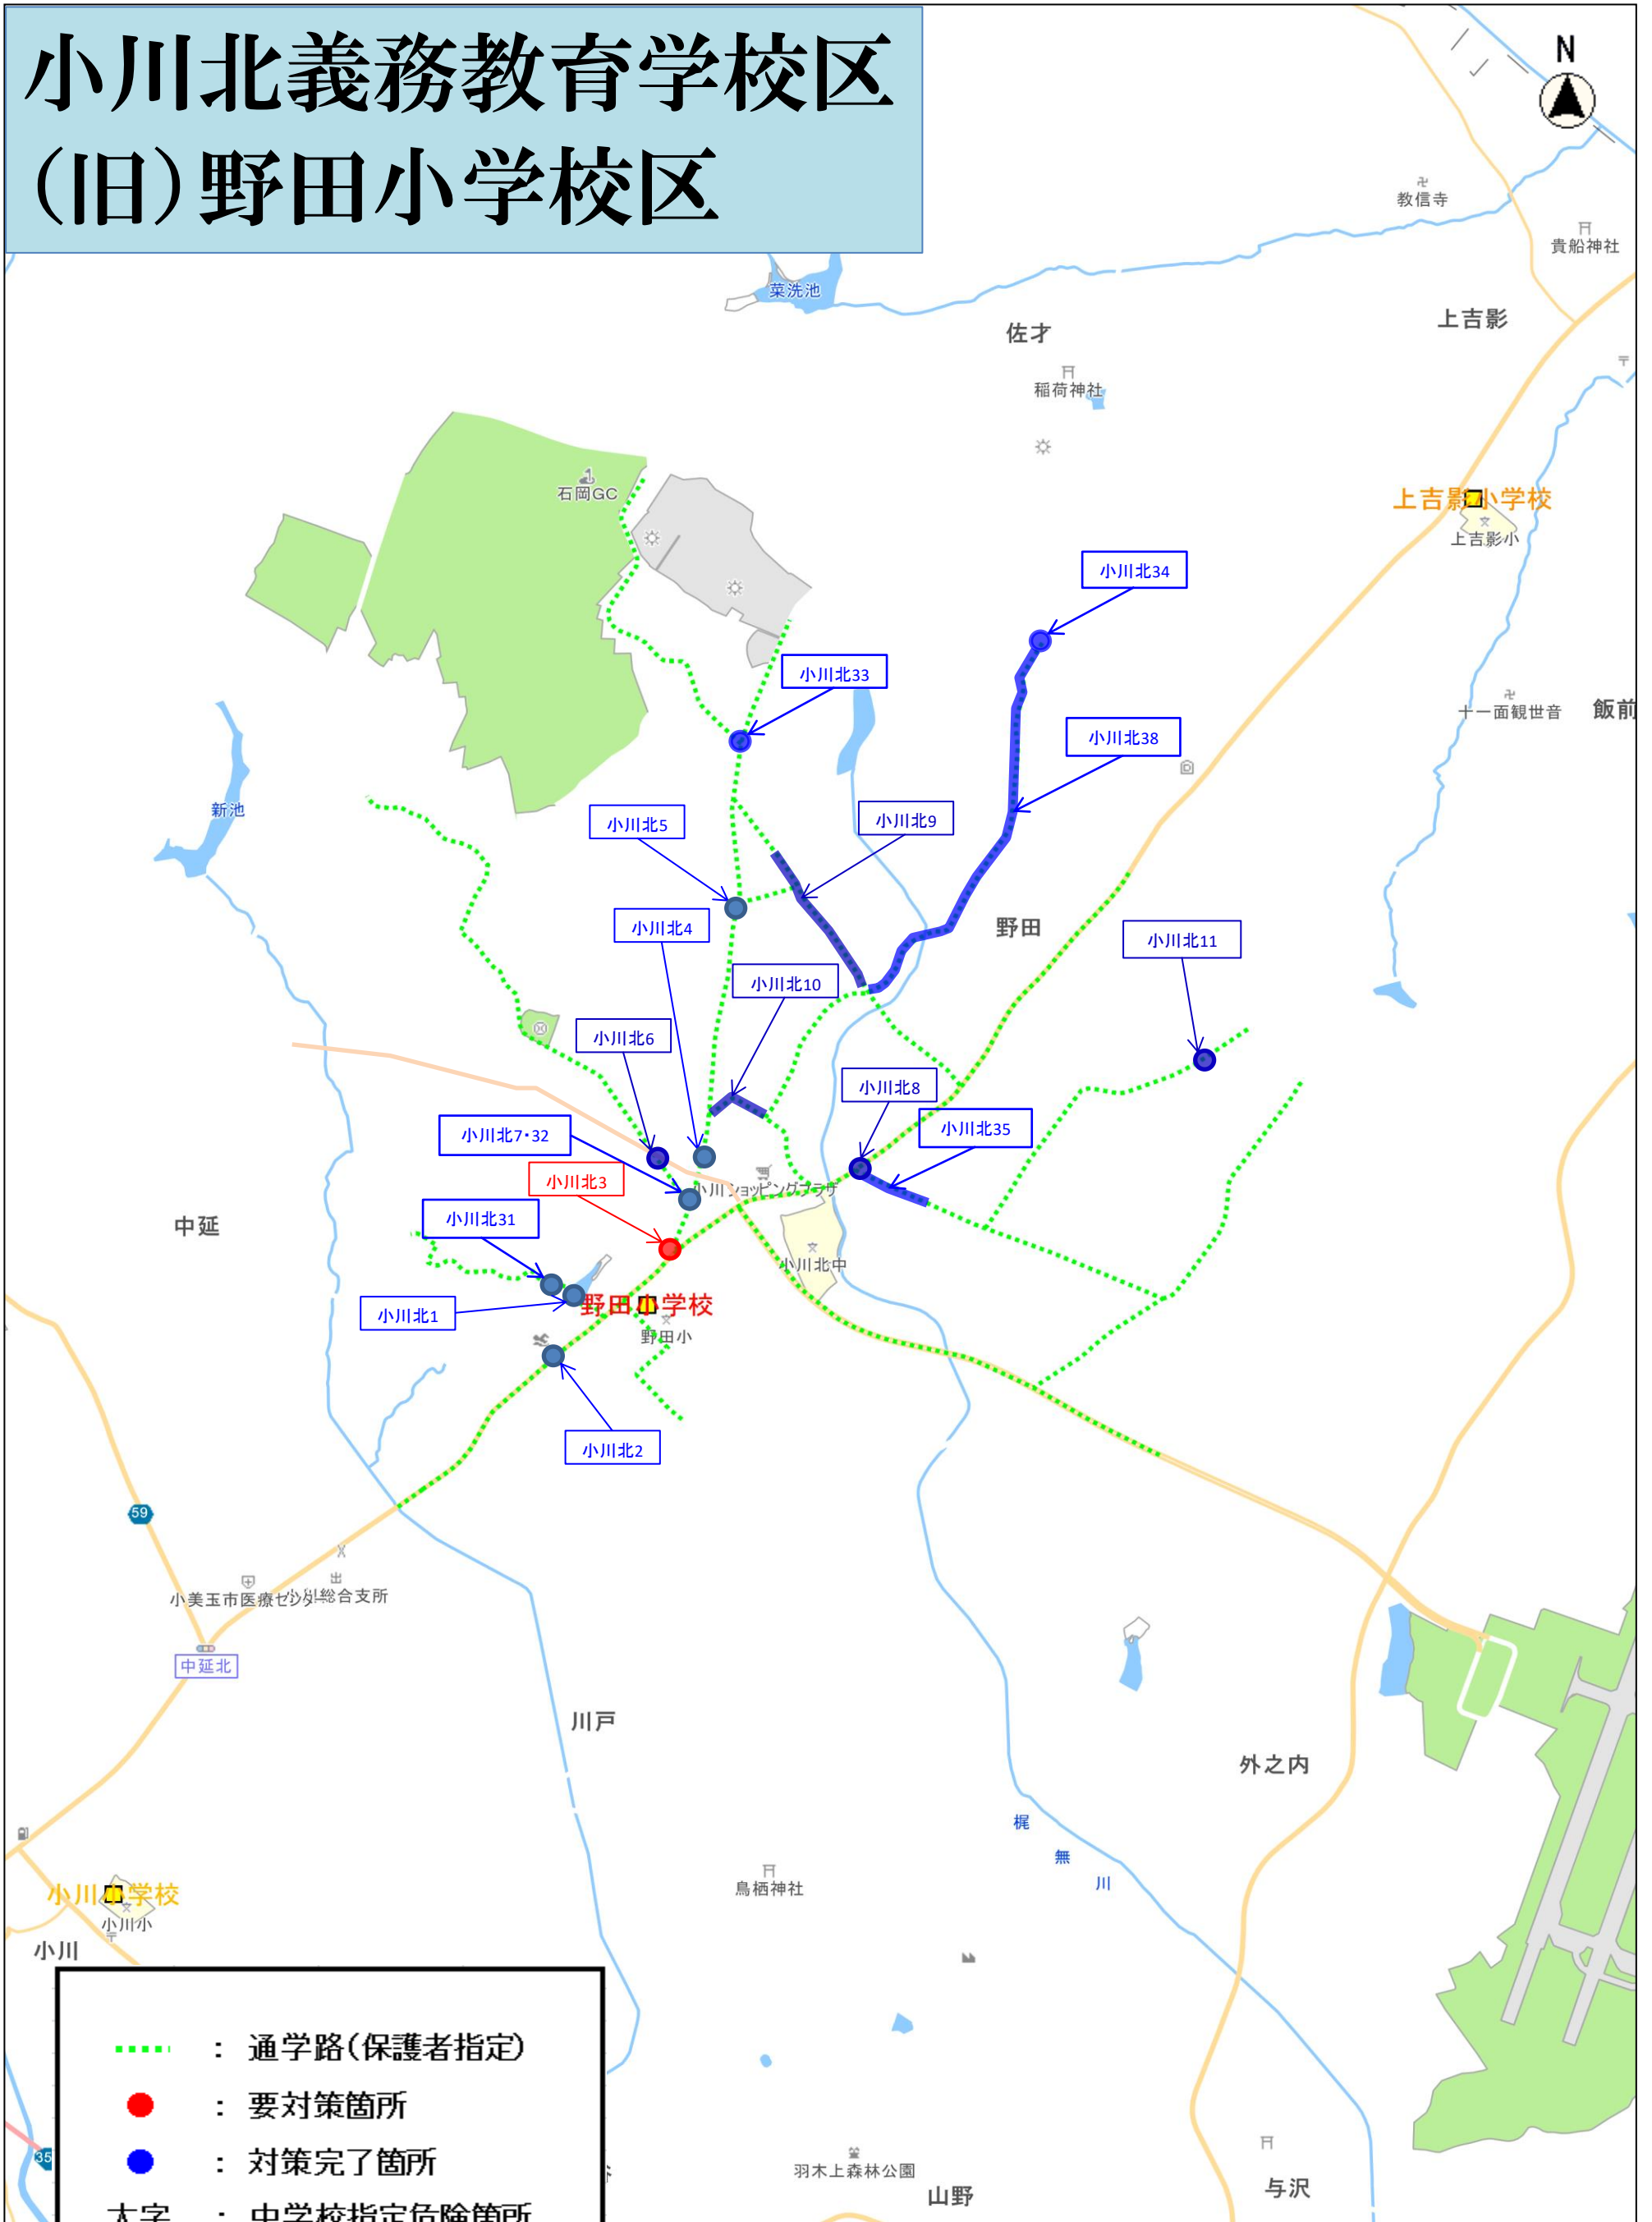 小川北義務教育学校区
（旧）野田小学校区
N
教信寺
貴船神社
菜洗池
佐才
上吉影
稲荷神社
石岡GC
上吉影小学校
上吉影小
小川北34
小川北33
十一面観世音
飯前
小川北38
新池
小川北5
小川北9
小川北4
野田
小川北11
小川北10
小川北6
小川北8
小川北7・32
小川北35
小川北3
小川ショッピングプラザ
小川北31
中延
小川北中
小川北1
野田小学校
野田小
小川北2
59
小美玉市医療センター
小川総合支所
中延北
川戸
外之内
梶
無
川
鳥栖神社
小川小学校
小川小
小川
： 通学路（保護者指定）
： 要対策箇所
： 対策完了箇所
太字 ： 中学校指定危険箇所
35
羽木上森林公園
山野
与沢